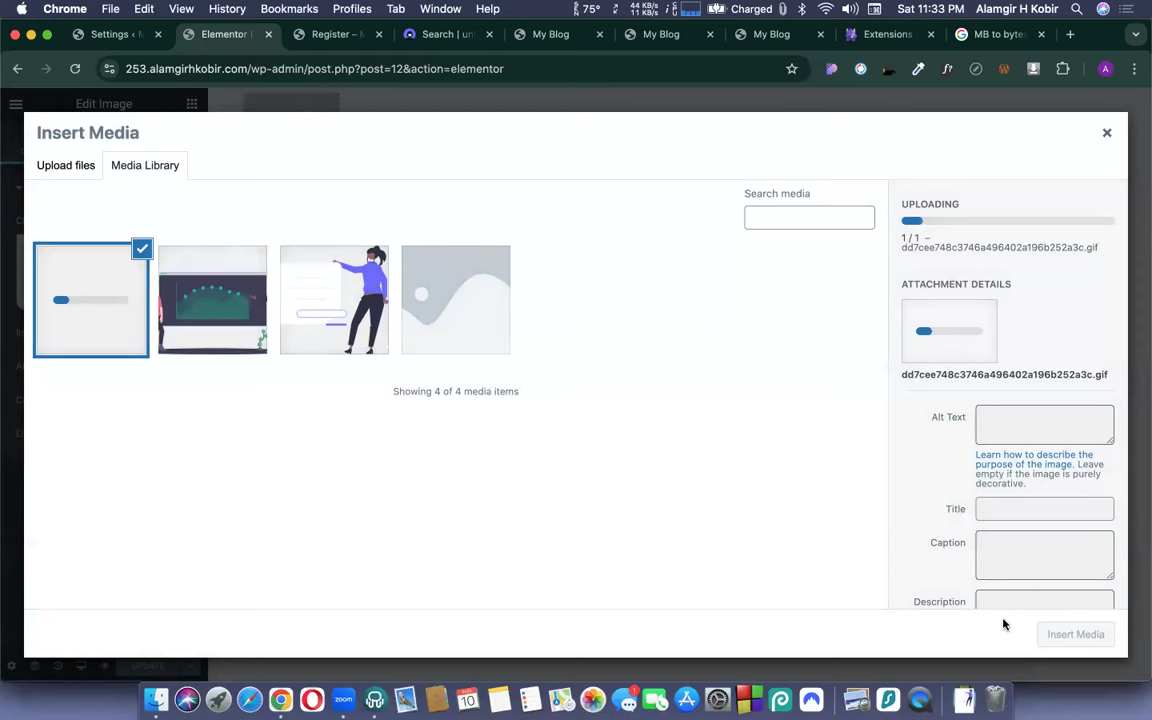 Chrome File Edit View History Bookmarks Profiles Tab Window Help 75° 44 KB/s 11 KB/s Charged Sat 11:33 PM Alamgir H Kobir
Settings ‹ W Elementor Register – N Search | un My Blog My Blog My Blog Extensions MB to bytes
253.alamgirhkobir.com/wp-admin/post.php?post=12&action=elementor A
Edit Image
Insert Media
Upload files Media Library
Search media
UPLOADING
1 / 1 –
dd7cee748c3746a496402a196b252a3c.gif
ATTACHMENT DETAILS
dd7cee748c3746a496402a196b252a3c.gif
Showing 4 of 4 media items
Alt Text
Learn how to describe the
purpose of the image. Leave
empty if the image is purely
decorative.
Title
Caption
Description
Insert Media
UPDATE
zoom 10 1